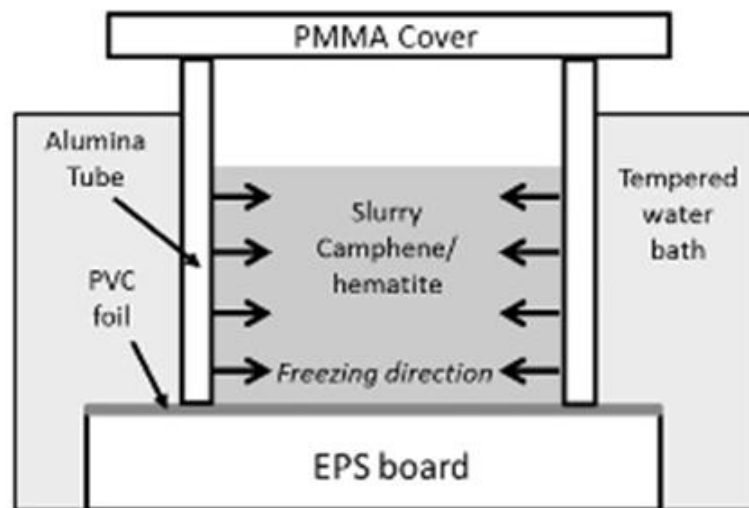 PMMA Cover
Alumina
Tube
PVC
foil
Slurry
Camphene/
hematite
Freezing direction
Tempered
water
bath
EPS board